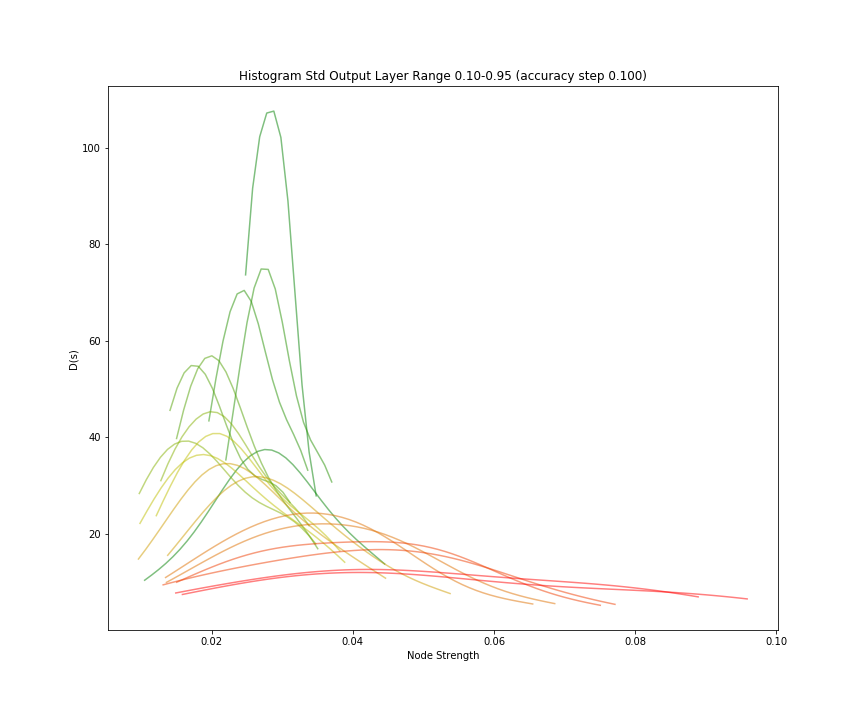 Histogram Std Output Layer Range 0.10-0.95 (accuracy step 0.100)
100
80
60
40
20
D(s)
0.02 0.04 0.06 0.08 0.10
Node Strength